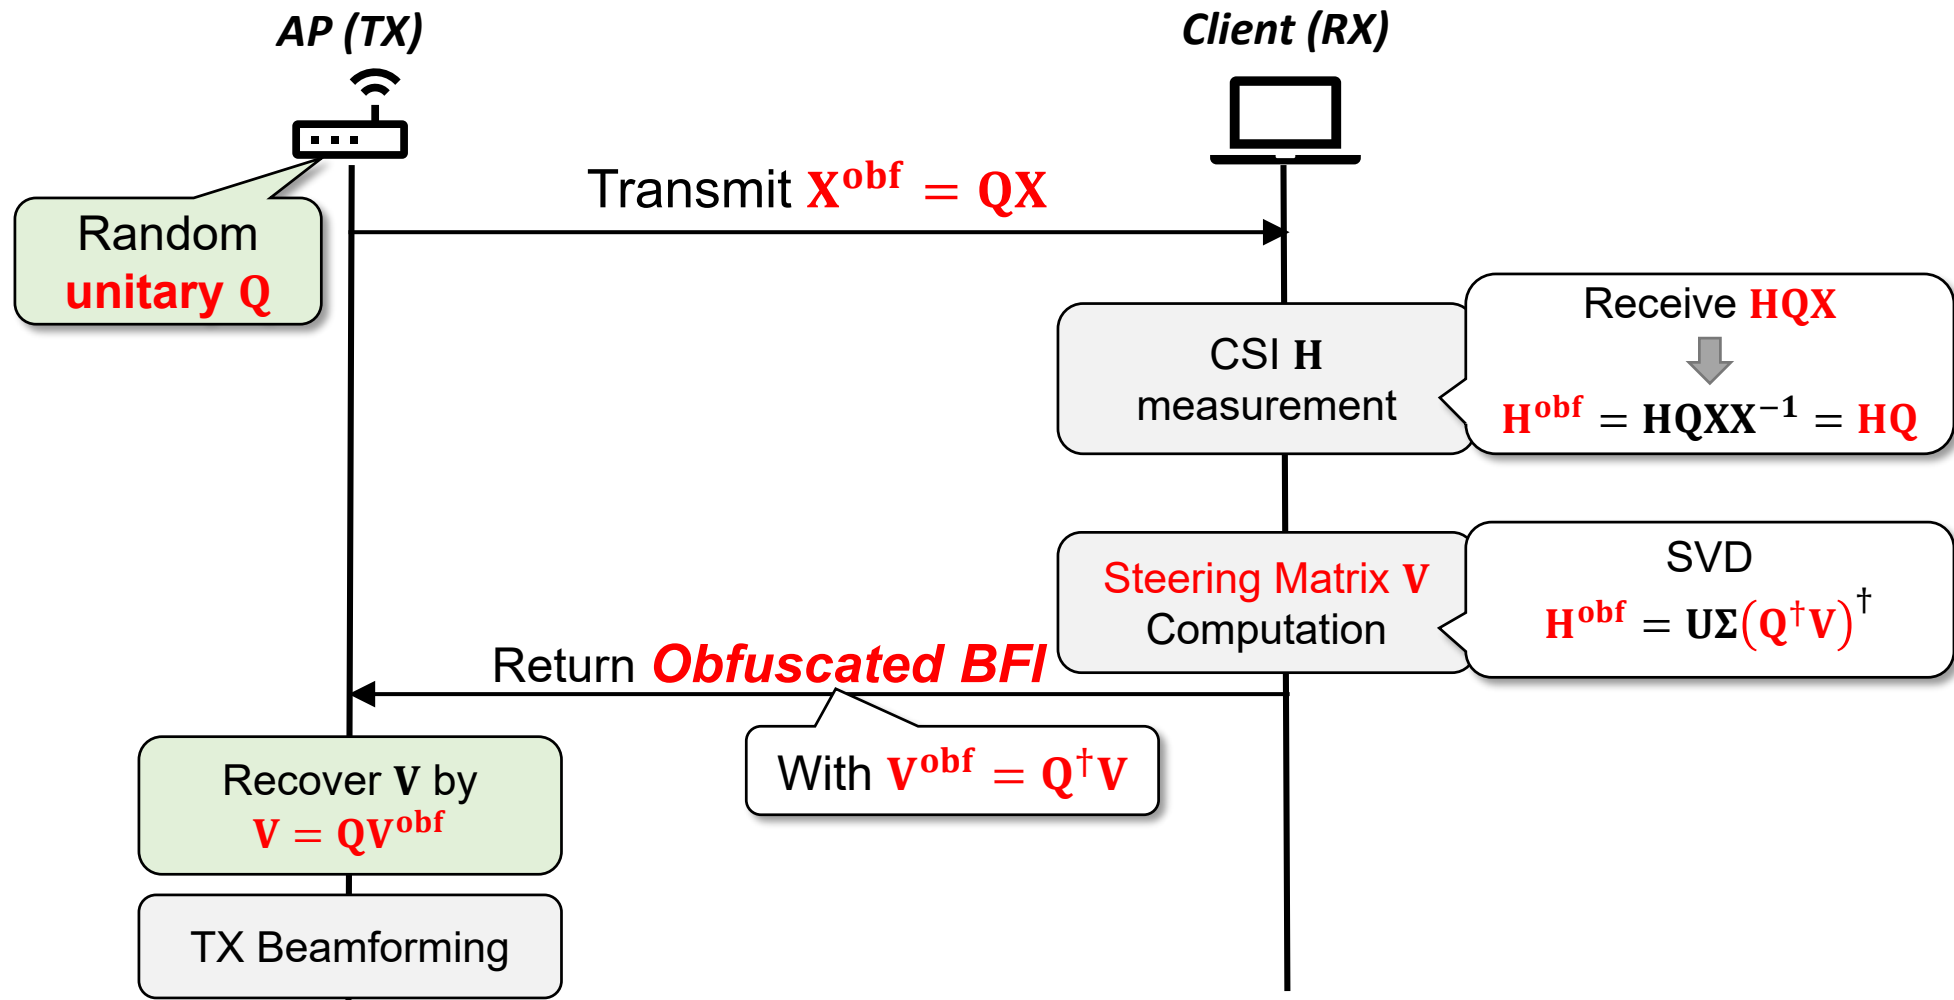 AP (TX)
Client (RX)
Transmit X^obf = QX
Random
unitary Q
CSI H
measurement
Receive HQX
H^obf = HQXX^−1 = HQ
Steering Matrix V
Computation
SVD
H^obf = UΣ(Q^†V)^†
Return Obfuscated BFI
With V^obf = Q^†V
Recover V by
V = QV^obf
TX Beamforming